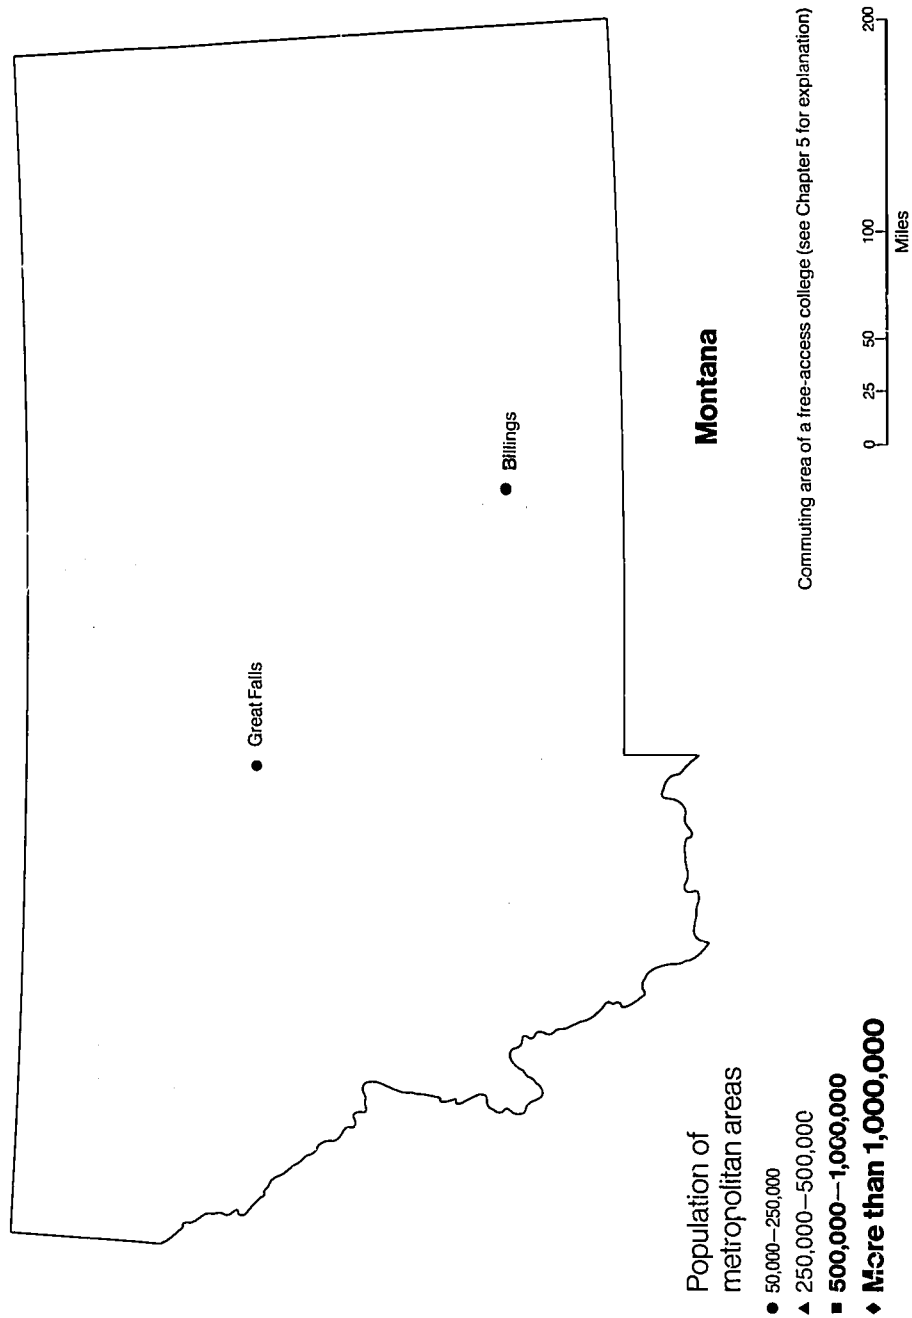 Great Falls
Billings
Montana
Population of
metropolitan areas
● 50,000–250,000
▲ 250,000–500,000
■ 500,000–1,000,000
◆ More than 1,000,000
Commuting area of a free-access college (see Chapter 5 for explanation)
0 25 50 100 200
Miles